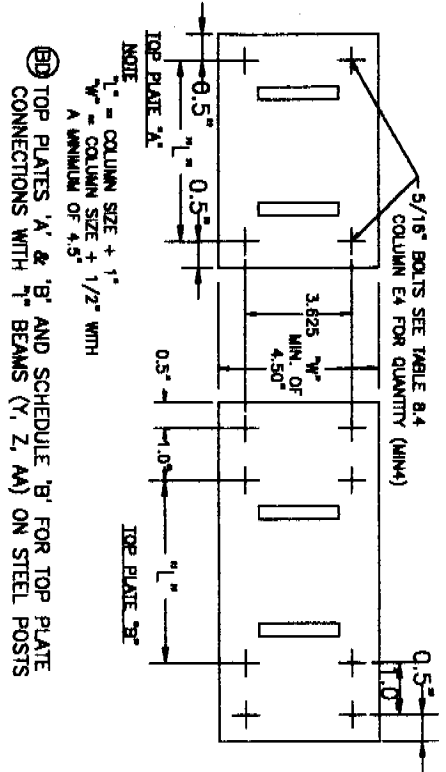 5/16" BOLTS SEE TABLE 8.4
COLUMN E4 FOR QUANTITY (MIN4)
0.5"
"L"
0.5"
3.625
"W"
MIN. OF
4.50"
0.5"
1.0"
"L"
0.5"
1.0
TOP PLATE "A"
TOP PLATE "B"
NOTE
"L" = COLUMN SIZE + 1"
"W" = COLUMN SIZE + 1/2" WITH
A MINIMUM OF 4.5"
BD TOP PLATES 'A' & 'B' AND SCHEDULE 'B' FOR TOP PLATE
CONNECTIONS WITH "I" BEAMS (Y, Z, AA) ON STEEL POSTS